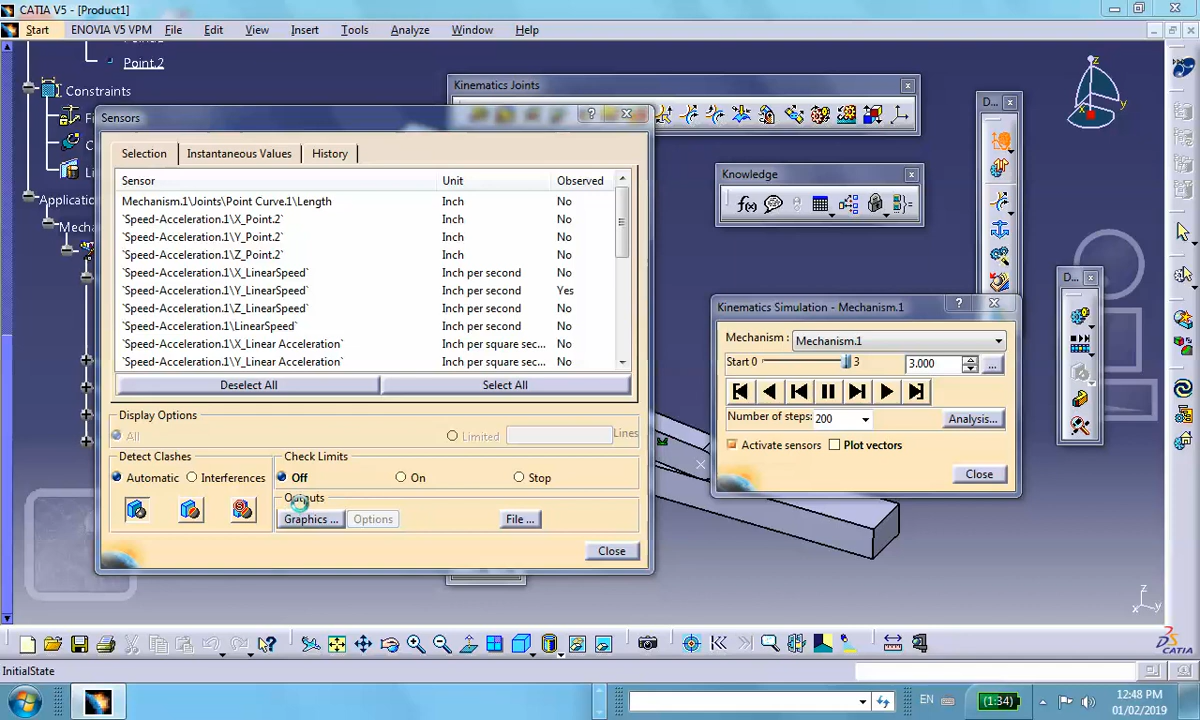 CATIA V5 - [Product1]
Start ENOVIA V5 VPM File Edit View Insert Tools Analyze Window Help
Point.2
Constraints
Applicatio
Mecha
Kinematics Joints
Sensors
Selection Instantaneous Values History
Sensor Unit Observed
Mechanism.1\Joints\Point Curve.1\Length Inch No
`Speed-Acceleration.1\X_Point.2` Inch No
`Speed-Acceleration.1\Y_Point.2` Inch No
`Speed-Acceleration.1\Z_Point.2` Inch No
`Speed-Acceleration.1\X_LinearSpeed` Inch per second No
`Speed-Acceleration.1\Y_LinearSpeed` Inch per second Yes
`Speed-Acceleration.1\Z_LinearSpeed` Inch per second No
`Speed-Acceleration.1\LinearSpeed` Inch per second No
`Speed-Acceleration.1\X_Linear Acceleration` Inch per square sec... No
`Speed-Acceleration.1\Y_Linear Acceleration` Inch per square sec... No
Deselect All Select All
Display Options
All Limited Lines
Detect Clashes Check Limits
Automatic Interferences Off On Stop
Outputs
Graphics ... Options File ...
Close
D...
Knowledge
f(x)
D...
Kinematics Simulation - Mechanism.1
Mechanism : Mechanism.1
Start 0 3 3.000 ...
Number of steps: 200 Analysis...
Activate sensors Plot vectors
Close
z
y
x
z
y
x
CATIA
InitialState
EN (1:34) 12:48 PM
01/02/2019